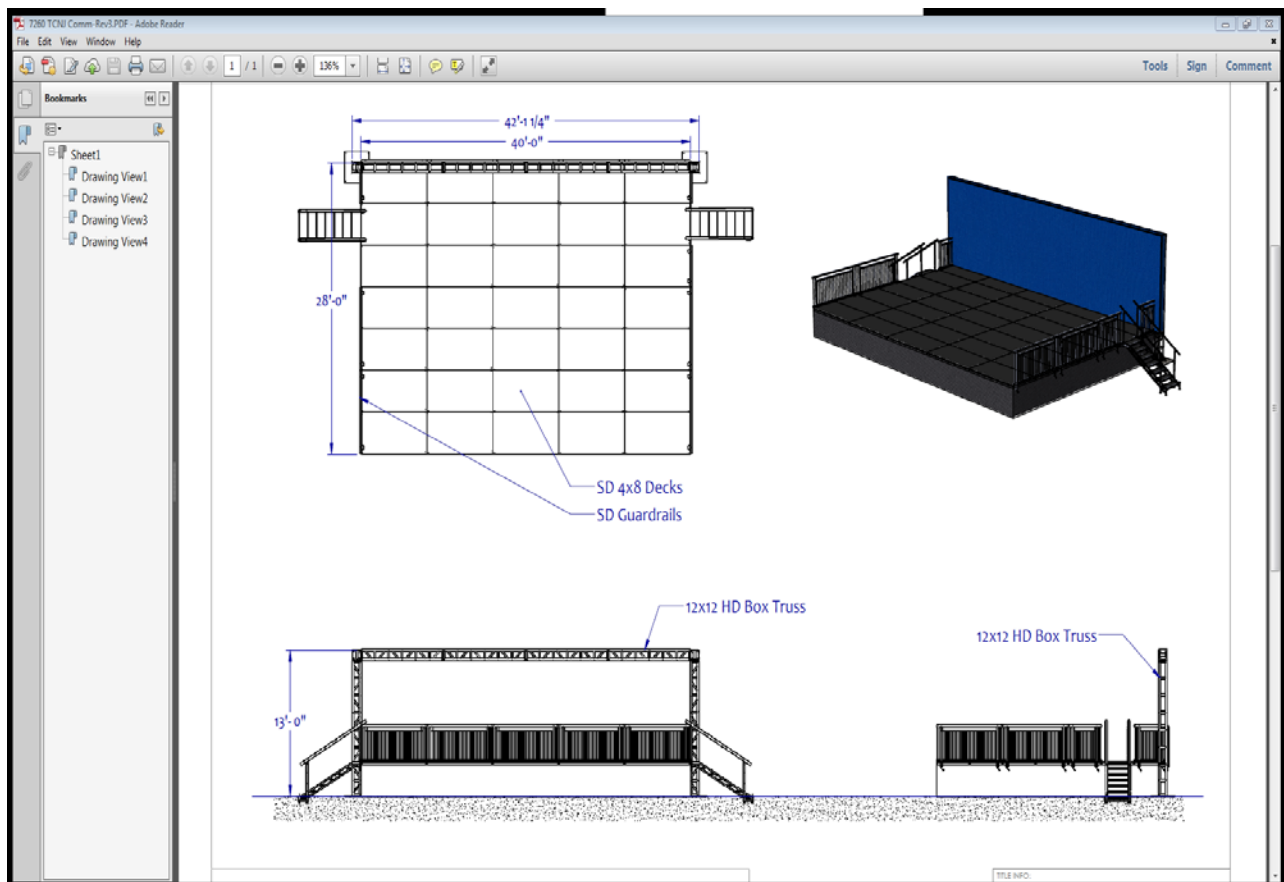 7260 TCNJ Comm-Rev3.PDF - Adobe Reader
File Edit View Window Help
1 / 1 136% Tools Sign Comment
Bookmarks
Sheet1
Drawing View1
Drawing View2
Drawing View3
Drawing View4
42'-1 1/4"
40'-0"
28'-0"
SD 4x8 Decks
SD Guardrails
12x12 HD Box Truss
12x12 HD Box Truss
13'-0"
TITLE INFO: